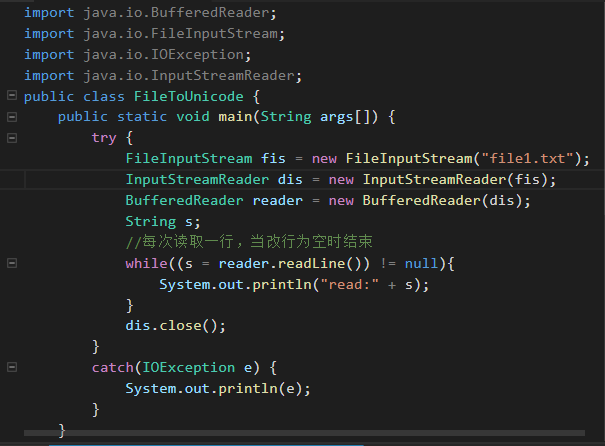 import java.io.BufferedReader;
import java.io.FileInputStream;
import java.io.IOException;
import java.io.InputStreamReader;
public class FileToUnicode {
    public static void main(String args[]) {
        try {
            FileInputStream fis = new FileInputStream("file1.txt");
            InputStreamReader dis = new InputStreamReader(fis);
            BufferedReader reader = new BufferedReader(dis);
            String s;
            //每次读取一行，当改行为空时结束
            while((s = reader.readLine()) != null){
                System.out.println("read:" + s);
            }
            dis.close();
        }
        catch(IOException e) {
            System.out.println(e);
        }
    }